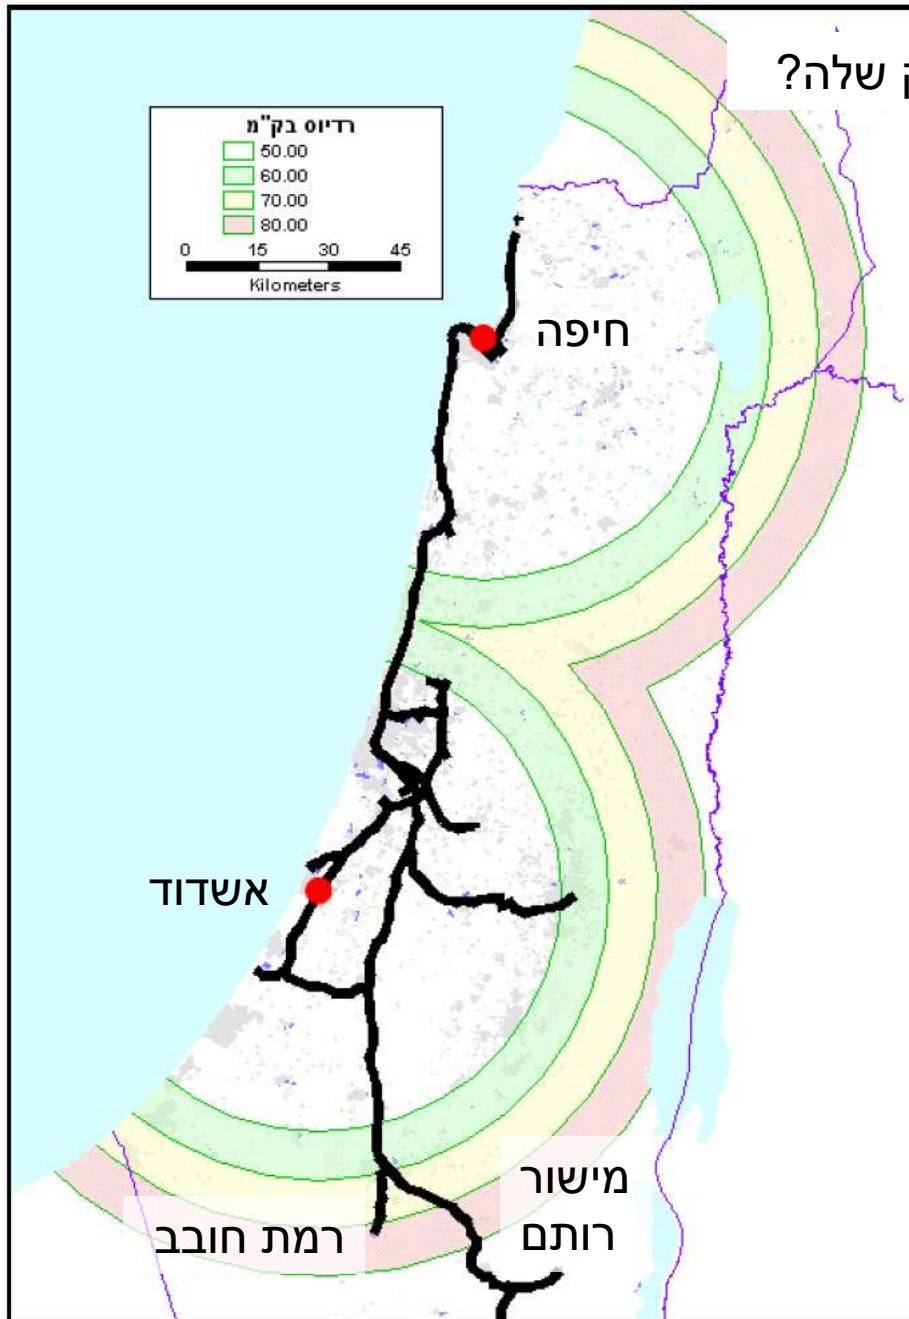 שלה?
רדיוס בק"מ
50.00
60.00
70.00
80.00
0 15 30 45
Kilometers
חיפה
אשדוד
מישור
רותם
רמת חובב